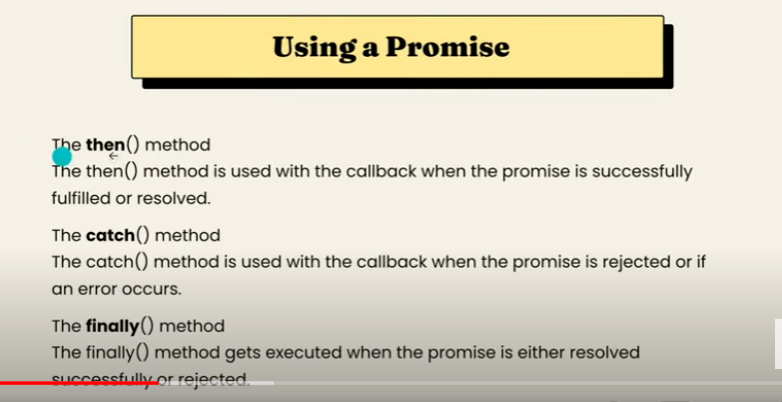 Using a Promise
The then() method
The then() method is used with the callback when the promise is successfully
fulfilled or resolved.
The catch() method
The catch() method is used with the callback when the promise is rejected or if
an error occurs.
The finally() method
The finally() method gets executed when the promise is either resolved
successfully or rejected.